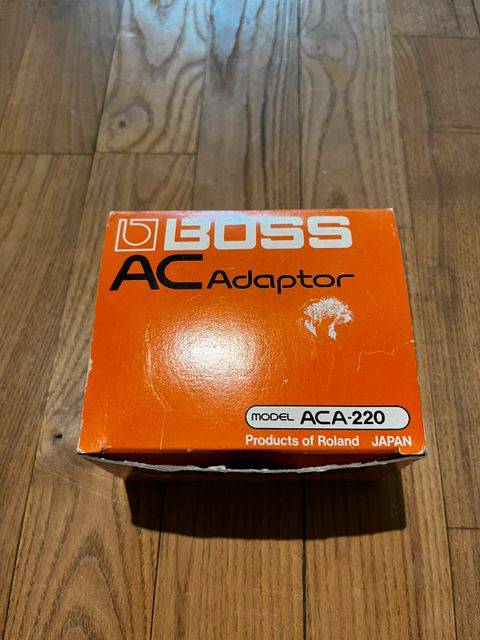 BOSS
AC Adaptor
MODEL ACA-220
Products of Roland JAPAN